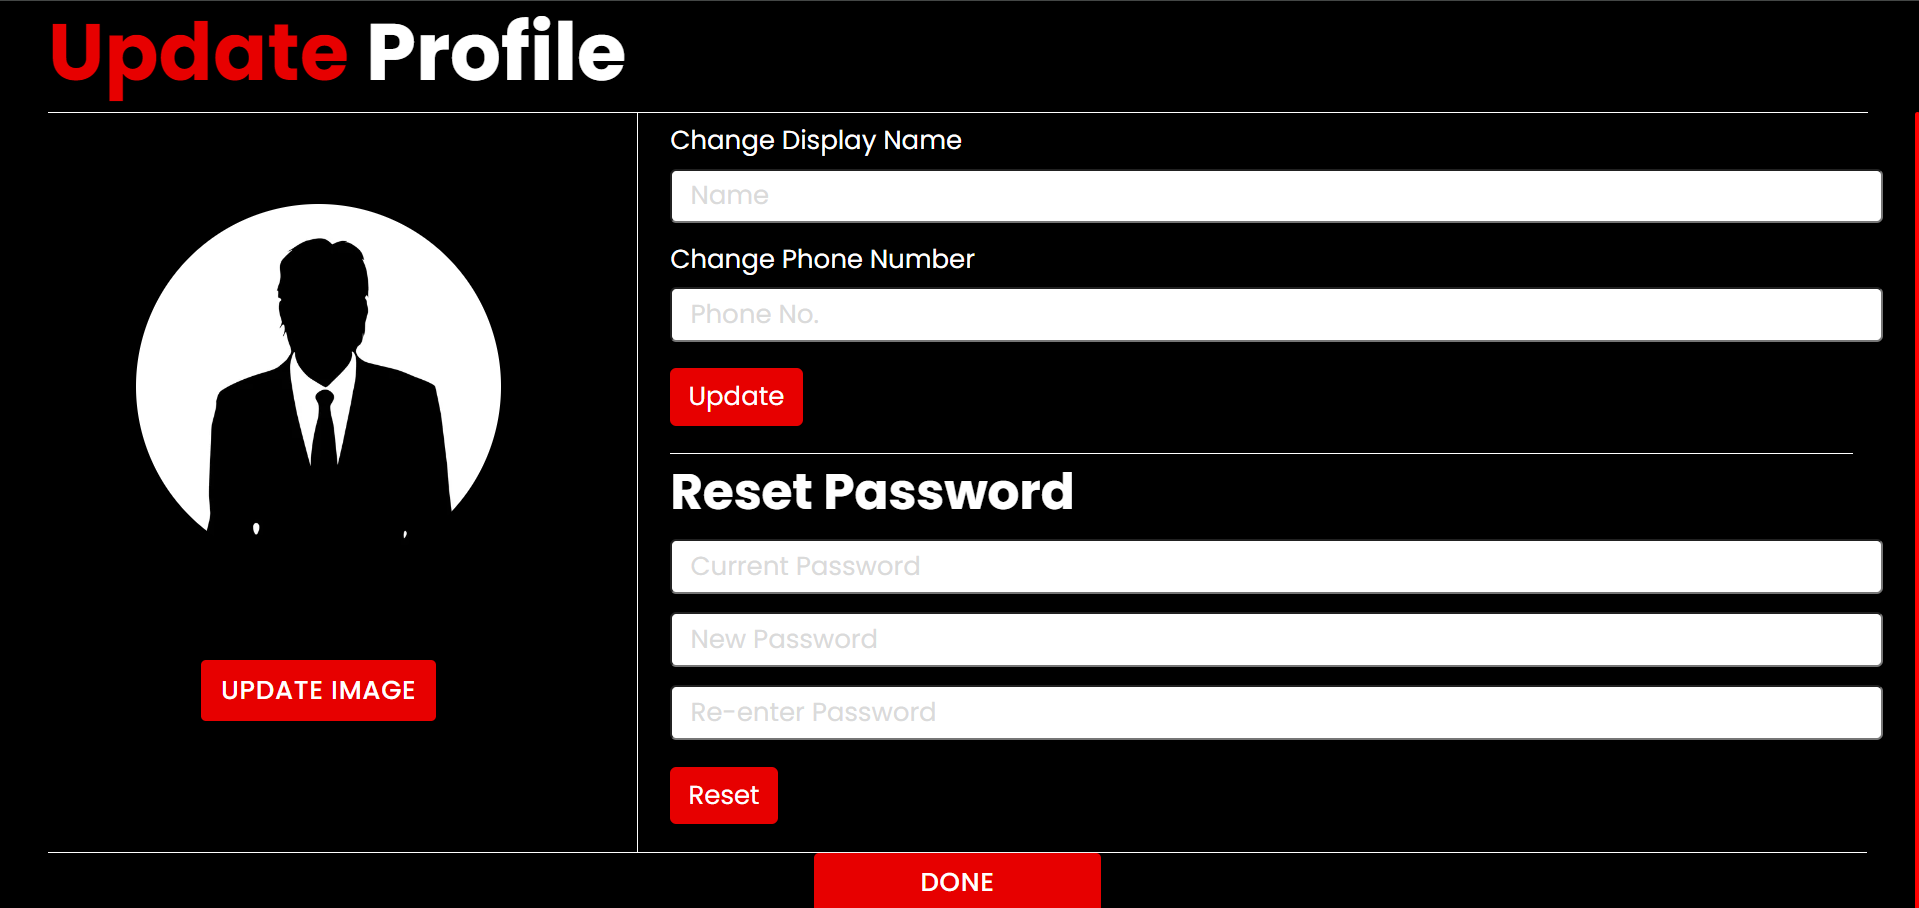 Update Profile
Change Display Name
Name
Change Phone Number
Phone No.
Update
Reset Password
Current Password
New Password
Re-enter Password
Reset
UPDATE IMAGE
DONE